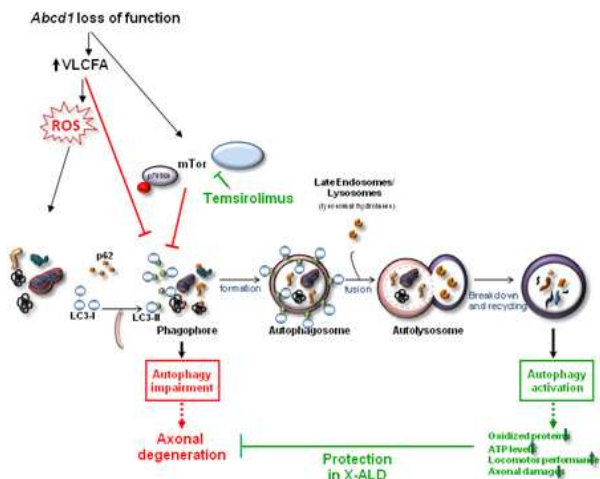 Abcd1 loss of function
VLCFA
ROS
mTor
Temsirolimus
Late Endosomes/
Lysosomes
(lysosomal hydrolases)
p62
LC3-I
LC3-II
Phagophore
formation
Autophagosome
fusion
Autolysosome
Breakdown
and recycling
Autophagy
impairment
Autophagy
activation
Axonal
degeneration
Protection
in X-ALD
Oxidized proteins
ATP level
Locomotor performance
Axonal damages